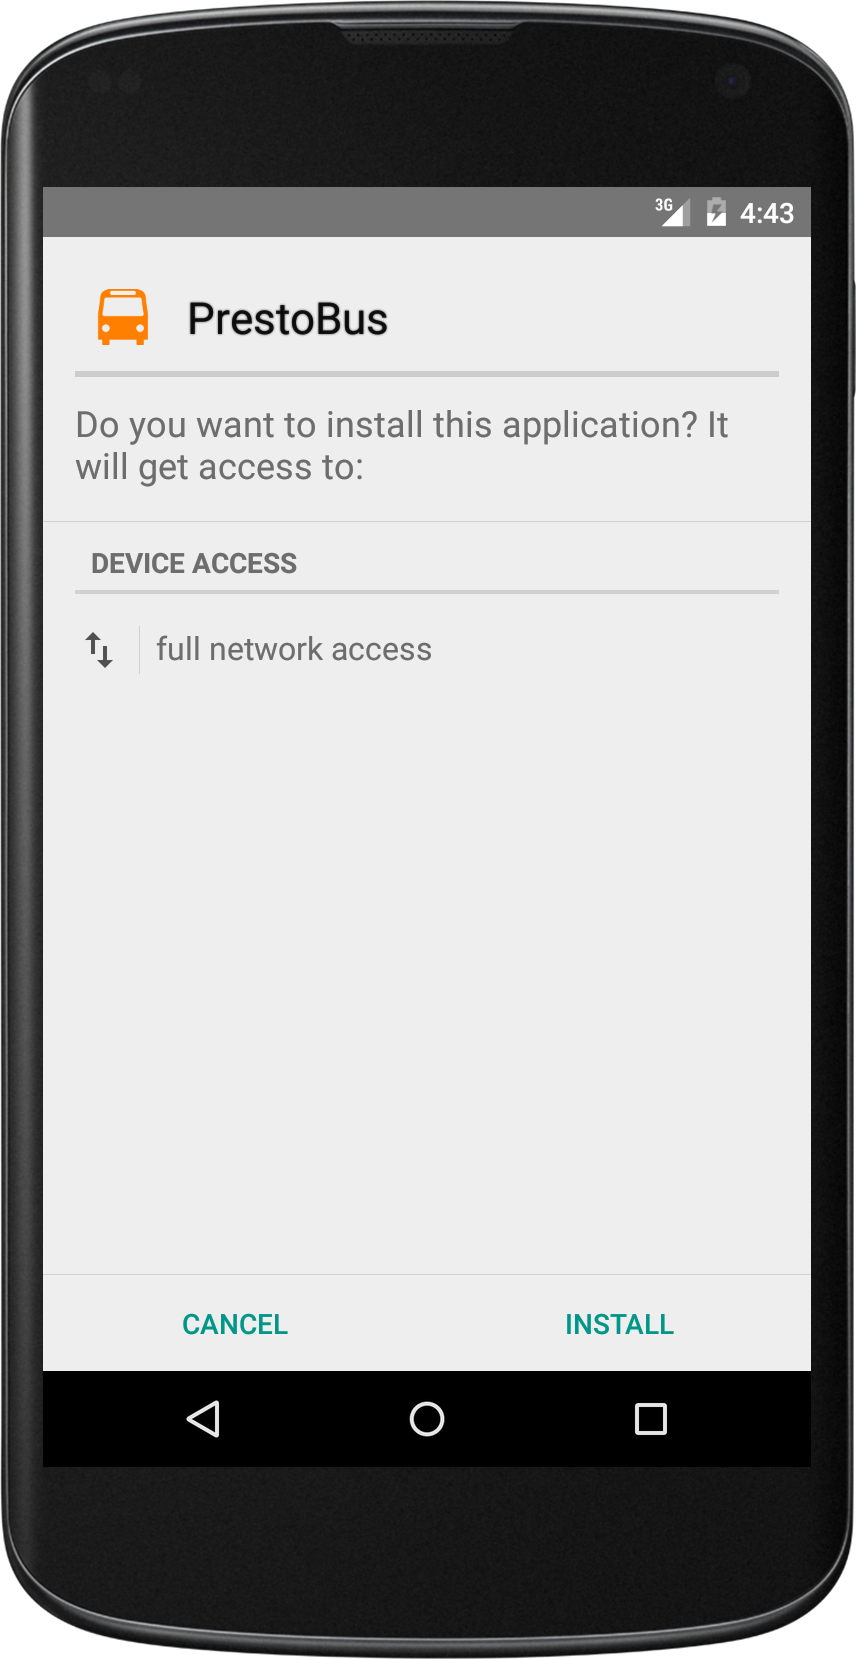 3G 4:43
PrestoBus
Do you want to install this application? It
will get access to:
DEVICE ACCESS
full network access
CANCEL INSTALL